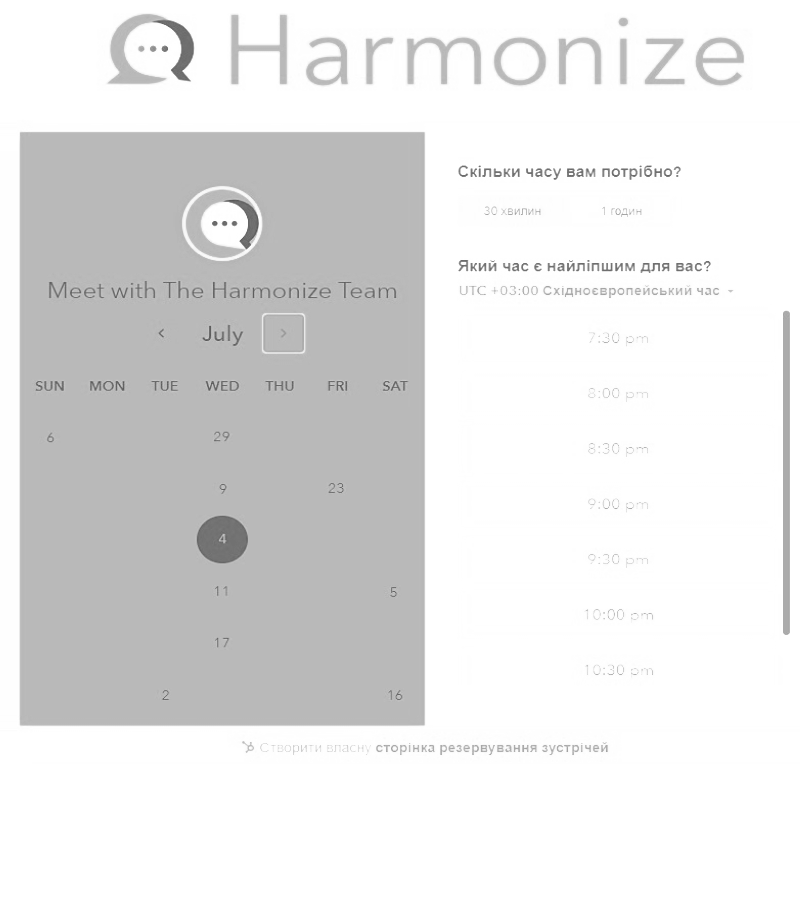 Harmonize
Meet with The Harmonize Team
July
SUN MON TUE WED THU FRI SAT
6 29
9 23
4
11 5
17
2 16
Скільки часу вам потрібно?
30 хвилин 1 годин
Який час є найліпшим для вас?
UTC +03:00 Східноєвропейський час
7:30 pm
8:00 pm
8:30 pm
9:00 pm
9:30 pm
10:00 pm
10:30 pm
Створити власну сторінка резервування зустрічей